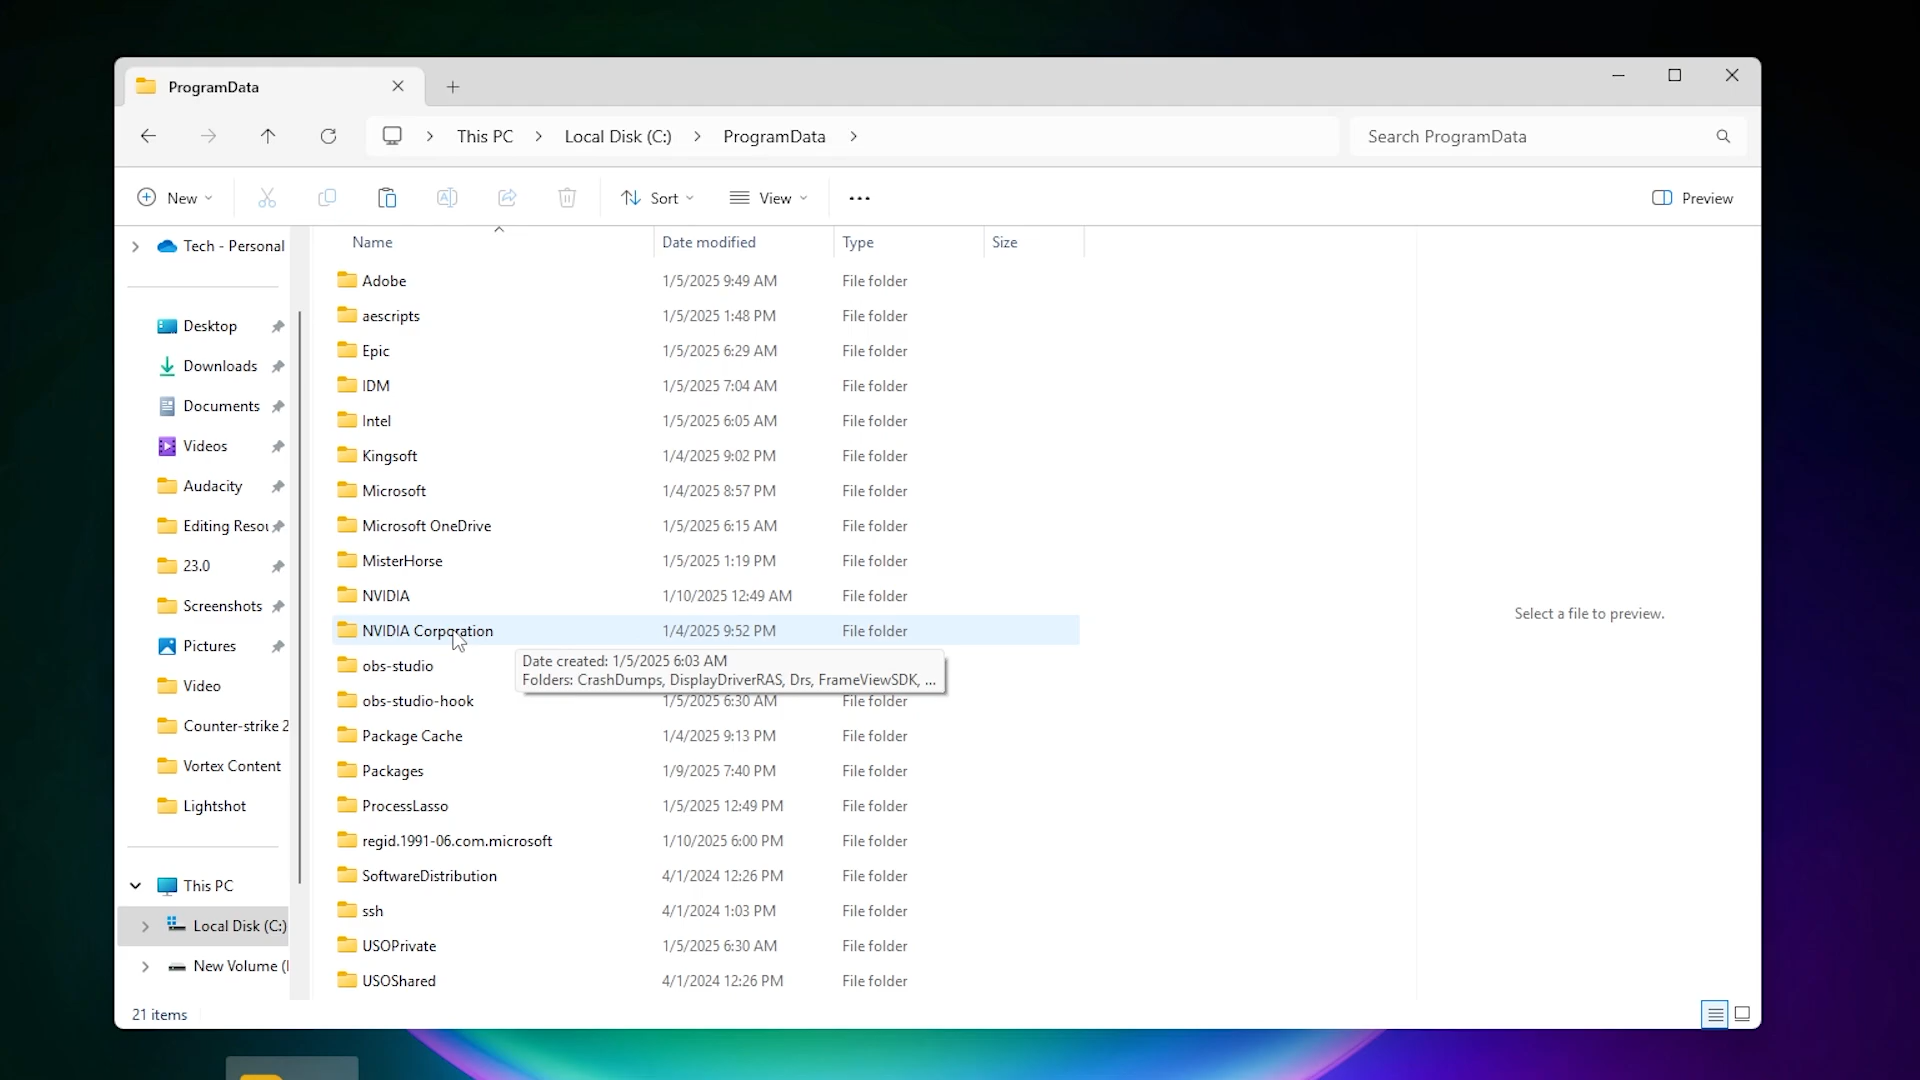 ProgramData
This PC > Local Disk (C:) > ProgramData >
Search ProgramData
New
Sort
View
Preview
Name Date modified Type Size
Tech - Personal
Desktop
Downloads
Documents
Videos
Audacity
Editing Resou
23.0
Screenshots
Pictures
Video
Counter-strike 2
Vortex Content
Lightshot
This PC
Local Disk (C:)
New Volume (
Adobe 1/5/2025 9:49 AM File folder
aescripts 1/5/2025 1:48 PM File folder
Epic 1/5/2025 6:29 AM File folder
IDM 1/5/2025 7:04 AM File folder
Intel 1/5/2025 6:05 AM File folder
Kingsoft 1/4/2025 9:02 PM File folder
Microsoft 1/4/2025 8:57 PM File folder
Microsoft OneDrive 1/5/2025 6:15 AM File folder
MisterHorse 1/5/2025 1:19 PM File folder
NVIDIA 1/10/2025 12:49 AM File folder
NVIDIA Corporation 1/4/2025 9:52 PM File folder
obs-studio
Date created: 1/5/2025 6:03 AM
Folders: CrashDumps, DisplayDriverRAS, Drs, FrameViewSDK, ...
obs-studio-hook 1/5/2025 6:30 AM File folder
Package Cache 1/4/2025 9:13 PM File folder
Packages 1/9/2025 7:40 PM File folder
ProcessLasso 1/5/2025 12:49 PM File folder
regid.1991-06.com.microsoft 1/10/2025 6:00 PM File folder
SoftwareDistribution 4/1/2024 12:26 PM File folder
ssh 4/1/2024 1:03 PM File folder
USOPrivate 1/5/2025 6:30 AM File folder
USOShared 4/1/2024 12:26 PM File folder
Select a file to preview.
21 items